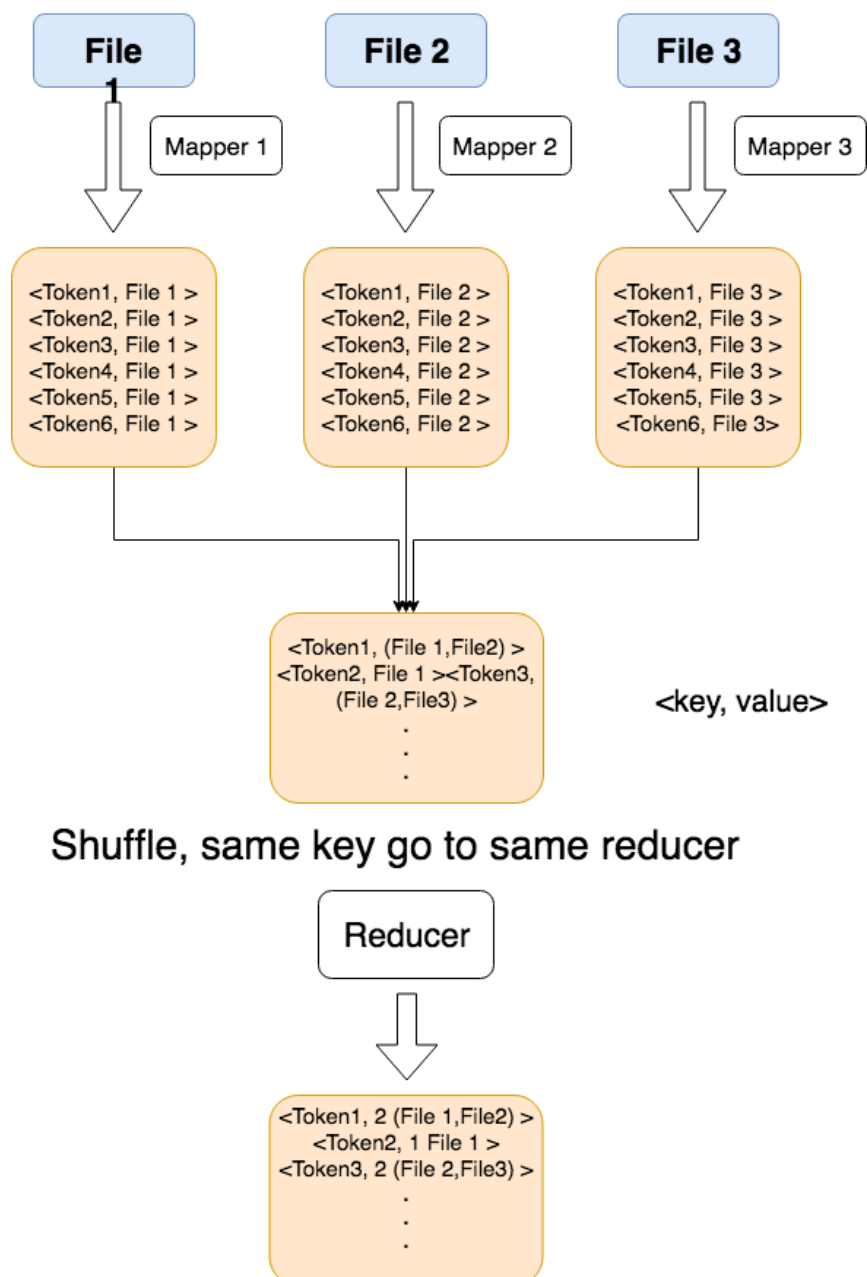 File
1
File 2
File 3
Mapper 1
Mapper 2
Mapper 3
<Token1, File 1 >
<Token2, File 1 >
<Token3, File 1 >
<Token4, File 1 >
<Token5, File 1 >
<Token6, File 1 >
<Token1, File 2 >
<Token2, File 2 >
<Token3, File 2 >
<Token4, File 2 >
<Token5, File 2 >
<Token6, File 2 >
<Token1, File 3 >
<Token2, File 3 >
<Token3, File 3 >
<Token4, File 3 >
<Token5, File 3 >
<Token6, File 3>
<Token1, (File 1,File2) >
<Token2, File 1 ><Token3,
(File 2,File3) >
.
.
.
<key, value>
Shuffle, same key go to same reducer
Reducer
<Token1, 2 (File 1,File2) >
<Token2, 1 File 1 >
<Token3, 2 (File 2,File3) >
.
.
.